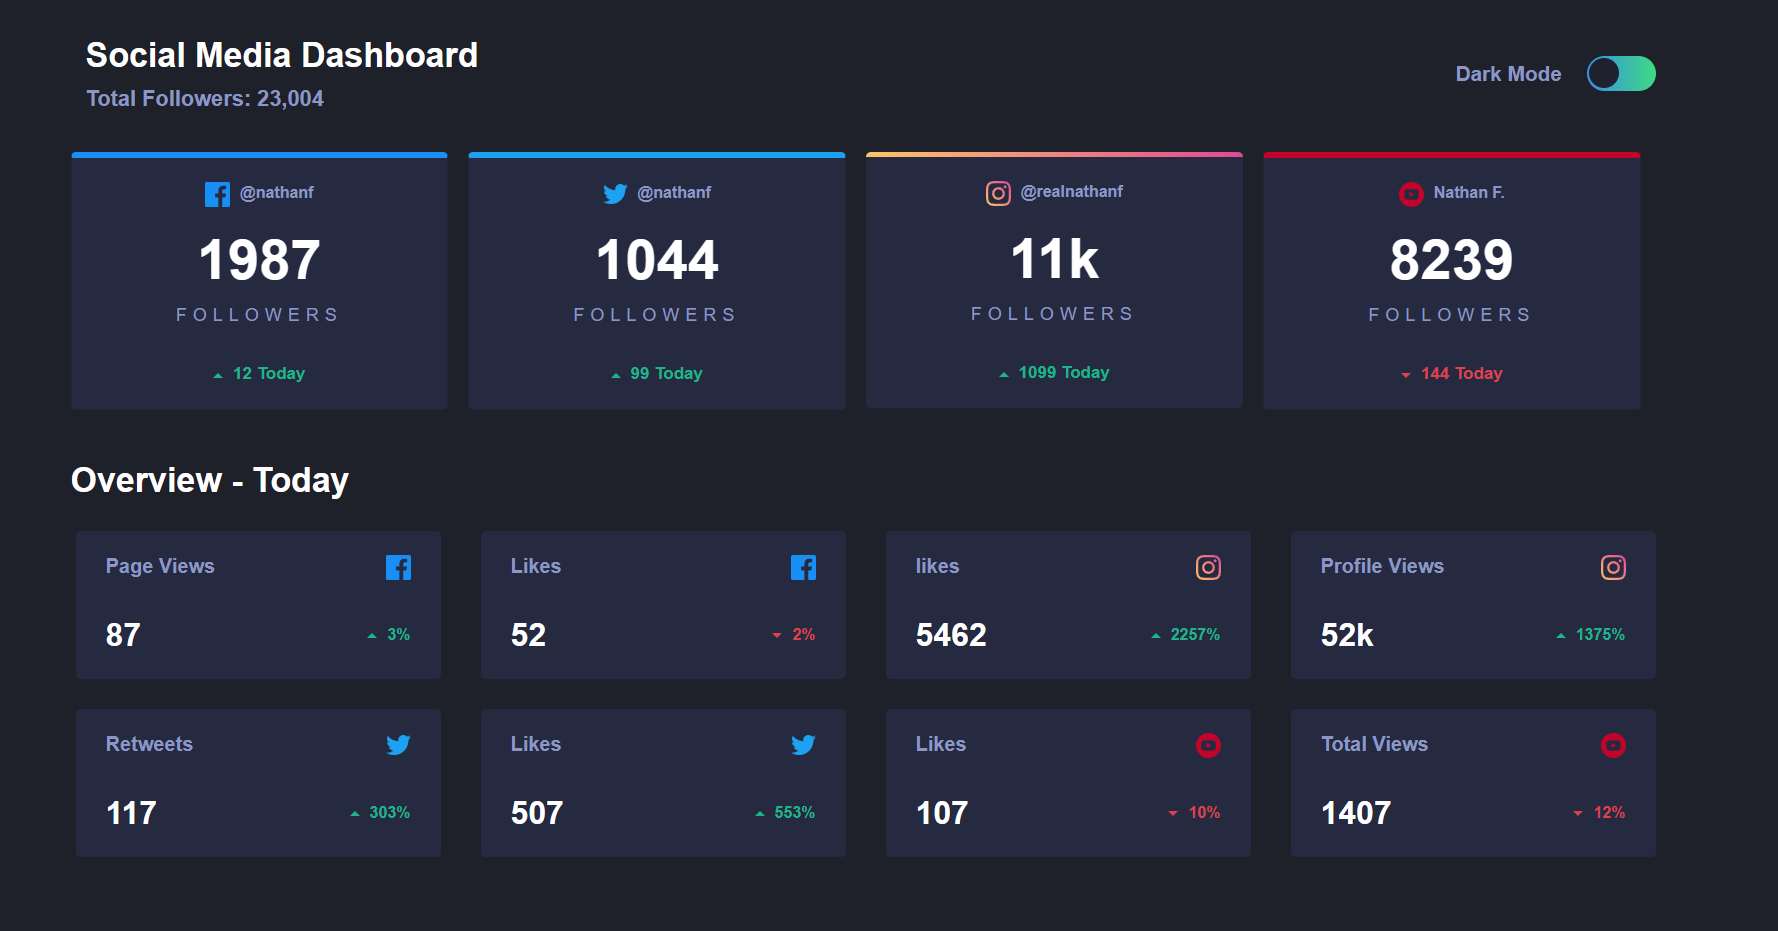 Social Media Dashboard
Total Followers: 23,004
Dark Mode
@nathanf
1987
FOLLOWERS
12 Today
@nathanf
1044
FOLLOWERS
99 Today
@realnathanf
11k
FOLLOWERS
1099 Today
Nathan F.
8239
FOLLOWERS
144 Today
Overview - Today
Page Views
87
3%
Likes
52
2%
likes
5462
2257%
Profile Views
52k
1375%
Retweets
117
303%
Likes
507
553%
Likes
107
10%
Total Views
1407
12%